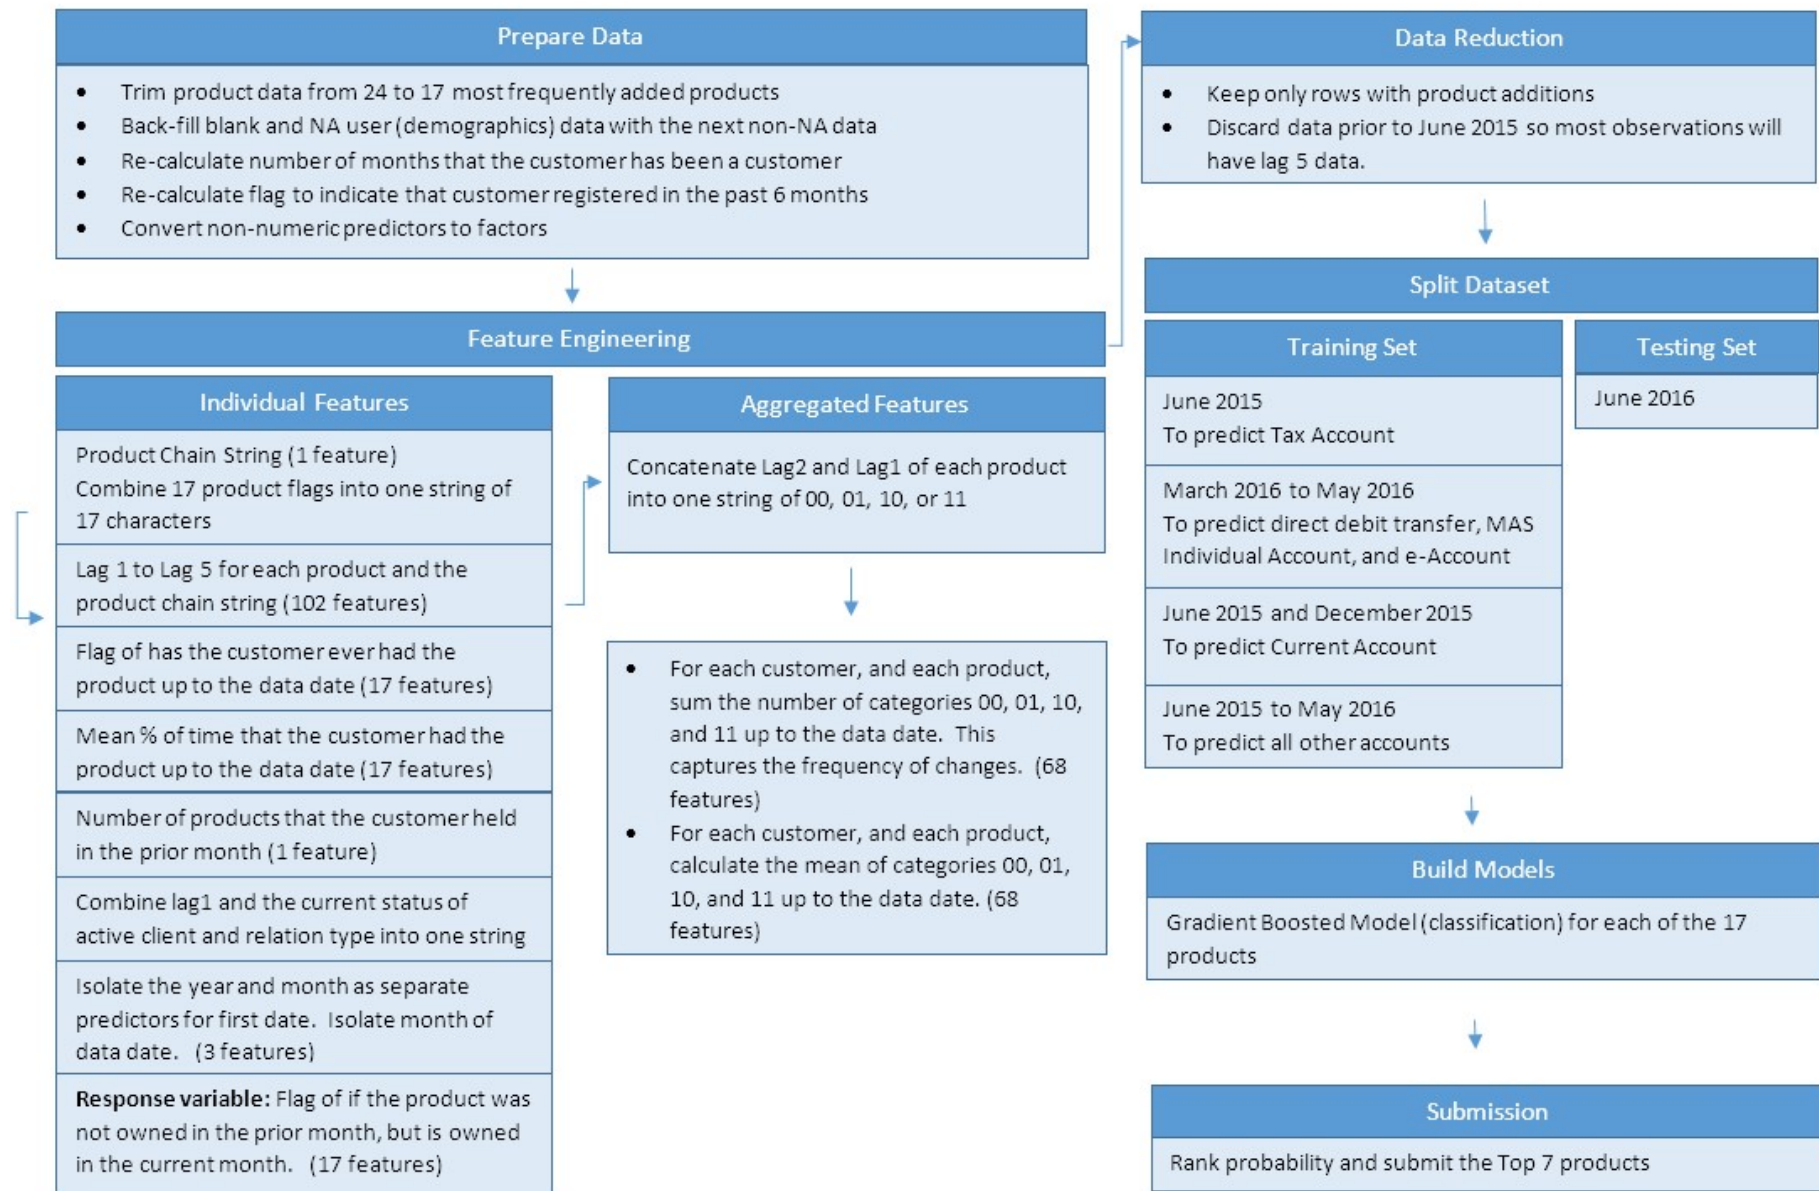 Prepare Data
• Trim product data from 24 to 17 most frequently added products
• Back-fill blank and NA user (demographics) data with the next non-NA data
• Re-calculate number of months that the customer has been a customer
• Re-calculate flag to indicate that customer registered in the past 6 months
• Convert non-numeric predictors to factors
Feature Engineering
Individual Features
Product Chain String (1 feature)
Combine 17 product flags into one string of
17 characters
Lag 1 to Lag 5 for each product and the
product chain string (102 features)
Flag of has the customer ever had the
product up to the data date (17 features)
Mean % of time that the customer had the
product up to the data date (17 features)
Number of products that the customer held
in the prior month (1 feature)
Combine lag1 and the current status of
active client and relation type into one string
Isolate the year and month as separate
predictors for first date. Isolate month of
data date. (3 features)
Response variable: Flag of if the product was
not owned in the prior month, but is owned
in the current month. (17 features)
Aggregated Features
Concatenate Lag2 and Lag1 of each product
into one string of 00, 01, 10, or 11
• For each customer, and each product,
sum the number of categories 00, 01, 10,
and 11 up to the data date. This
captures the frequency of changes. (68
features)
• For each customer, and each product,
calculate the mean of categories 00, 01,
10, and 11 up to the data date. (68
features)
Data Reduction
• Keep only rows with product additions
• Discard data prior to June 2015 so most observations will
have lag 5 data.
Split Dataset
Training Set
June 2015
To predict Tax Account
March 2016 to May 2016
To predict direct debit transfer, MAS
Individual Account, and e-Account
June 2015 and December 2015
To predict Current Account
June 2015 to May 2016
To predict all other accounts
Testing Set
June 2016
Build Models
Gradient Boosted Model (classification) for each of the 17
products
Submission
Rank probability and submit the Top 7 products